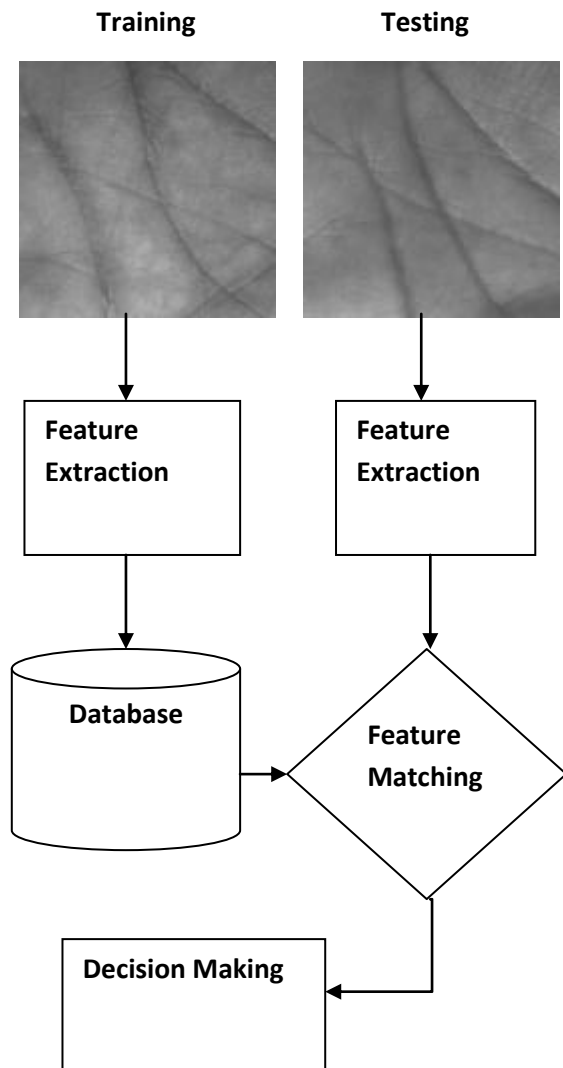 Training
Testing
Feature
Extraction
Feature
Extraction
Database
Feature
Matching
Decision Making